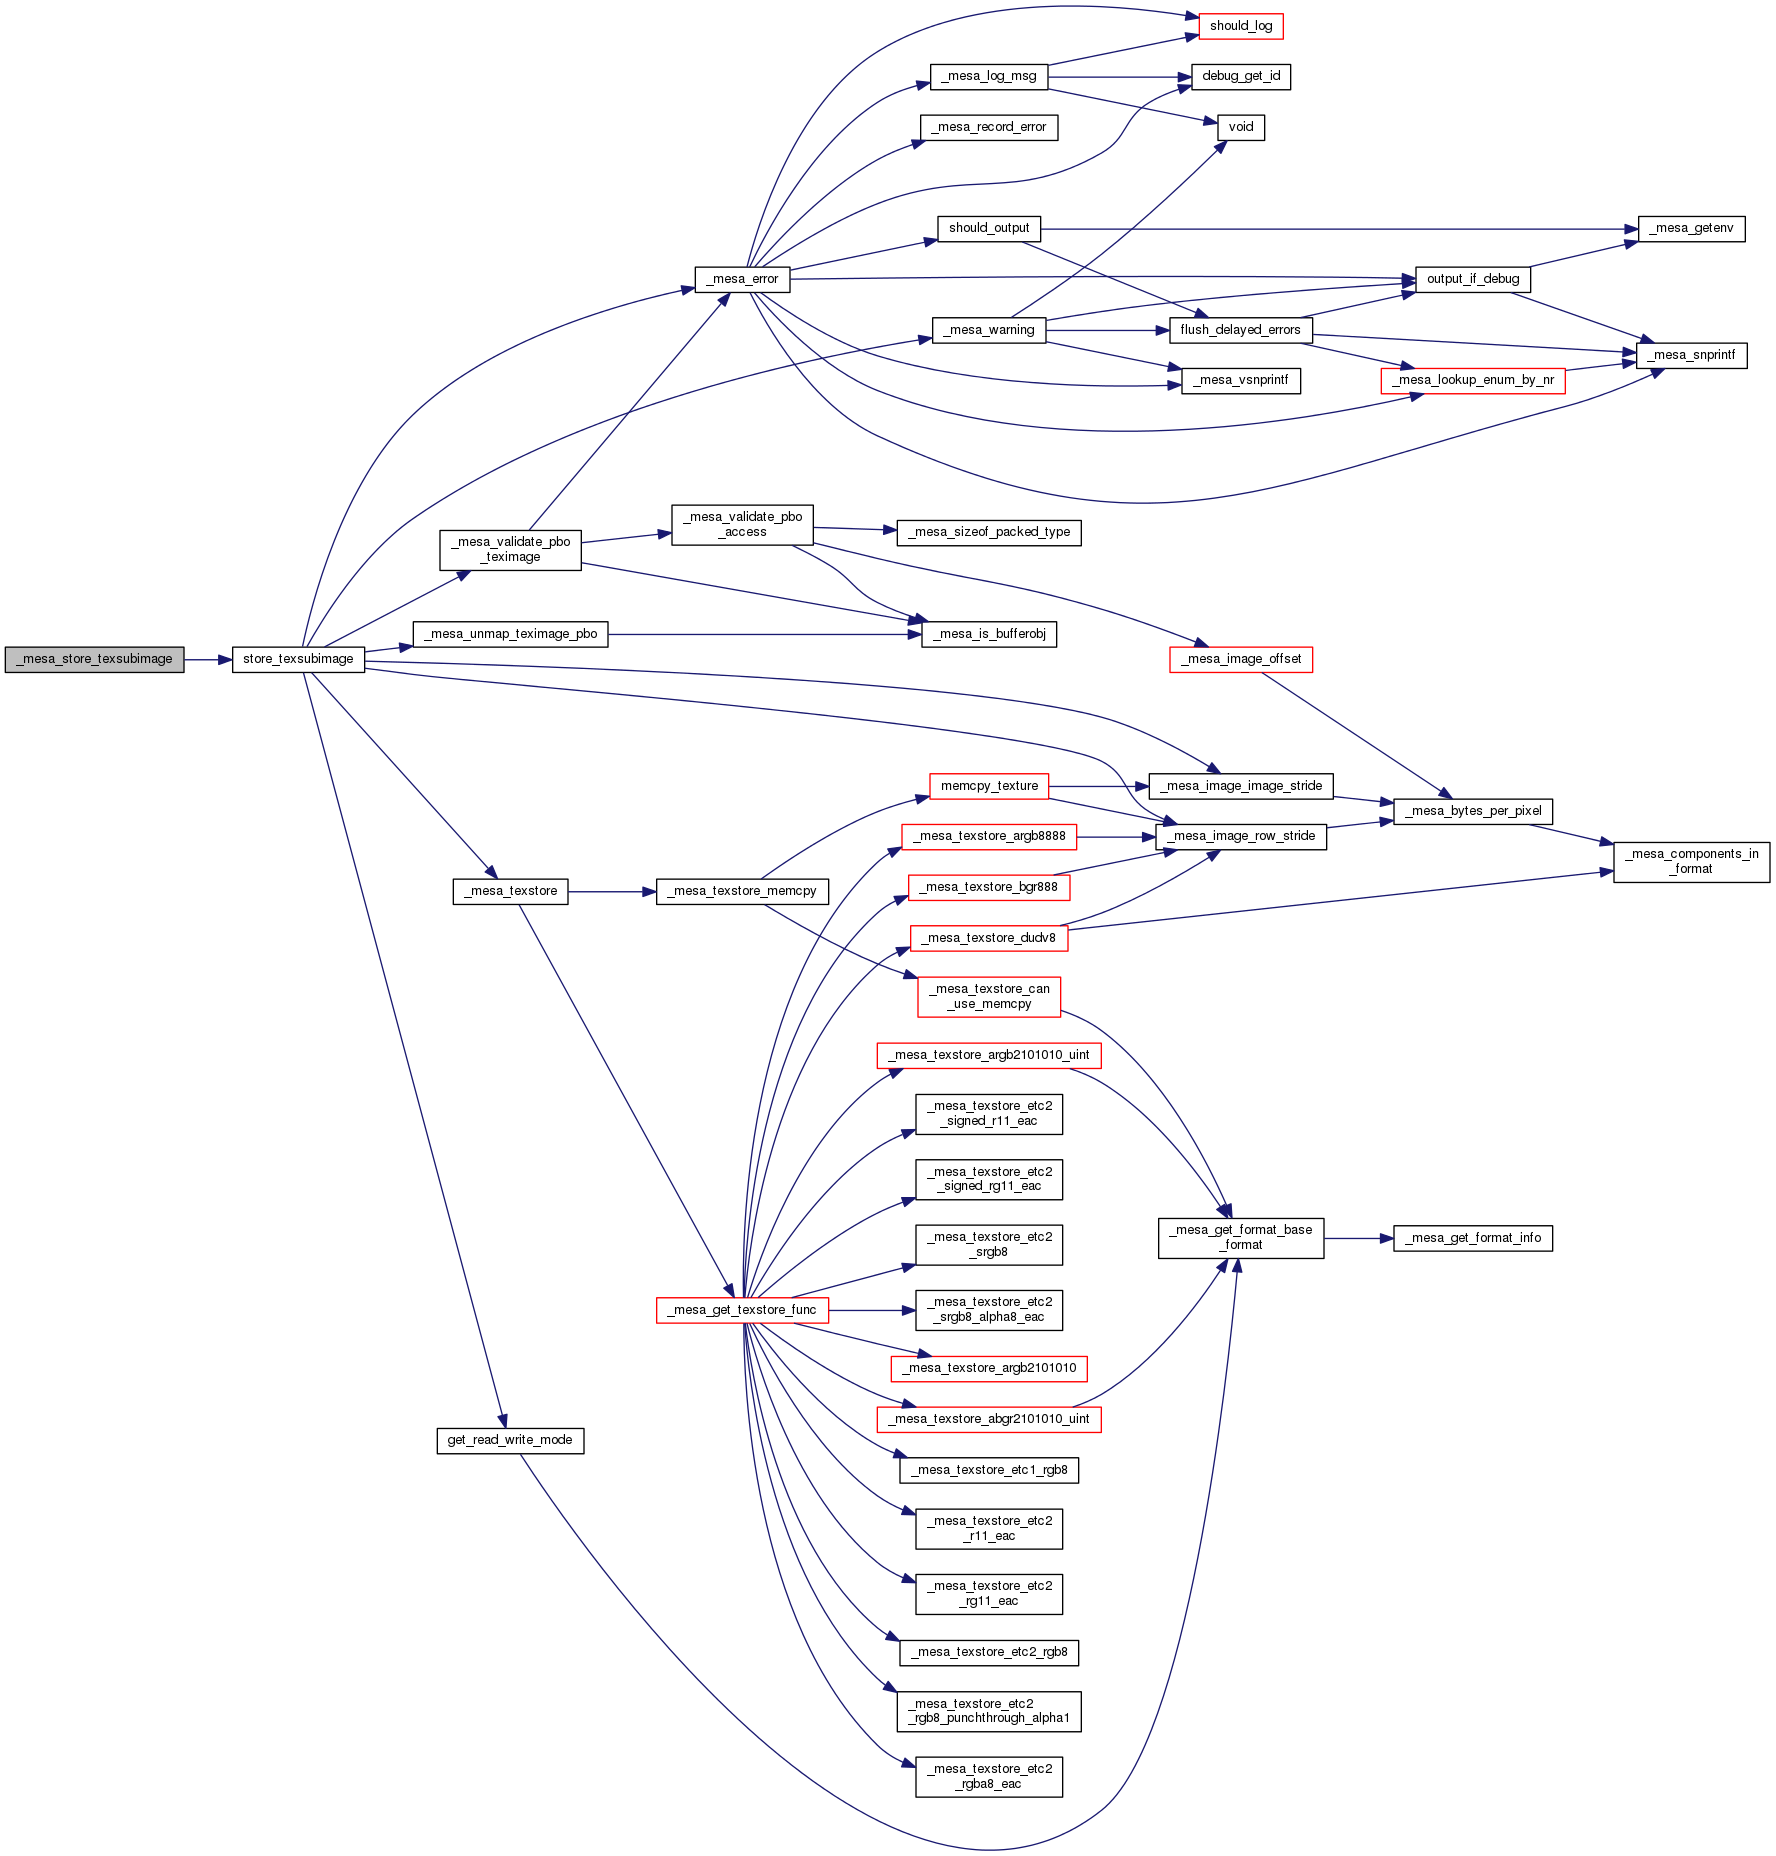 should_log
_mesa_log_msg
debug_get_id
_mesa_record_error
void
should_output
_mesa_getenv
_mesa_error
output_if_debug
_mesa_warning
flush_delayed_errors
_mesa_snprintf
_mesa_vsnprintf
_mesa_lookup_enum_by_nr
_mesa_validate_pbo
_access
_mesa_sizeof_packed_type
_mesa_validate_pbo
_teximage
_mesa_unmap_teximage_pbo
_mesa_is_bufferobj
_mesa_store_texsubimage
store_texsubimage
_mesa_image_offset
memcpy_texture
_mesa_image_image_stride
_mesa_bytes_per_pixel
_mesa_texstore_argb8888
_mesa_image_row_stride
_mesa_components_in
_format
_mesa_texstore
_mesa_texstore_memcpy
_mesa_texstore_bgr888
_mesa_texstore_dudv8
_mesa_texstore_can
_use_memcpy
_mesa_texstore_argb2101010_uint
_mesa_texstore_etc2
_signed_r11_eac
_mesa_texstore_etc2
_signed_rg11_eac
_mesa_texstore_etc2
_srgb8
_mesa_get_format_base
_format
_mesa_get_format_info
_mesa_get_texstore_func
_mesa_texstore_etc2
_srgb8_alpha8_eac
_mesa_texstore_argb2101010
_mesa_texstore_abgr2101010_uint
get_read_write_mode
_mesa_texstore_etc1_rgb8
_mesa_texstore_etc2
_r11_eac
_mesa_texstore_etc2
_rg11_eac
_mesa_texstore_etc2_rgb8
_mesa_texstore_etc2
_rgb8_punchthrough_alpha1
_mesa_texstore_etc2
_rgba8_eac